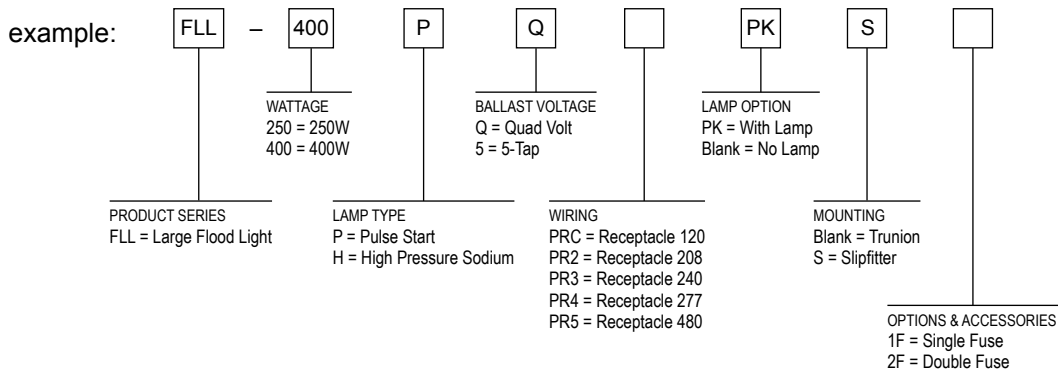 example: FLL – 400 P Q PK S
WATTAGE
250 = 250W
400 = 400W
BALLAST VOLTAGE
Q = Quad Volt
5 = 5-Tap
LAMP OPTION
PK = With Lamp
Blank = No Lamp
PRODUCT SERIES
FLL = Large Flood Light
LAMP TYPE
P = Pulse Start
H = High Pressure Sodium
WIRING
PRC = Receptacle 120
PR2 = Receptacle 208
PR3 = Receptacle 240
PR4 = Receptacle 277
PR5 = Receptacle 480
MOUNTING
Blank = Trunion
S = Slipfitter
OPTIONS & ACCESSORIES
1F = Single Fuse
2F = Double Fuse